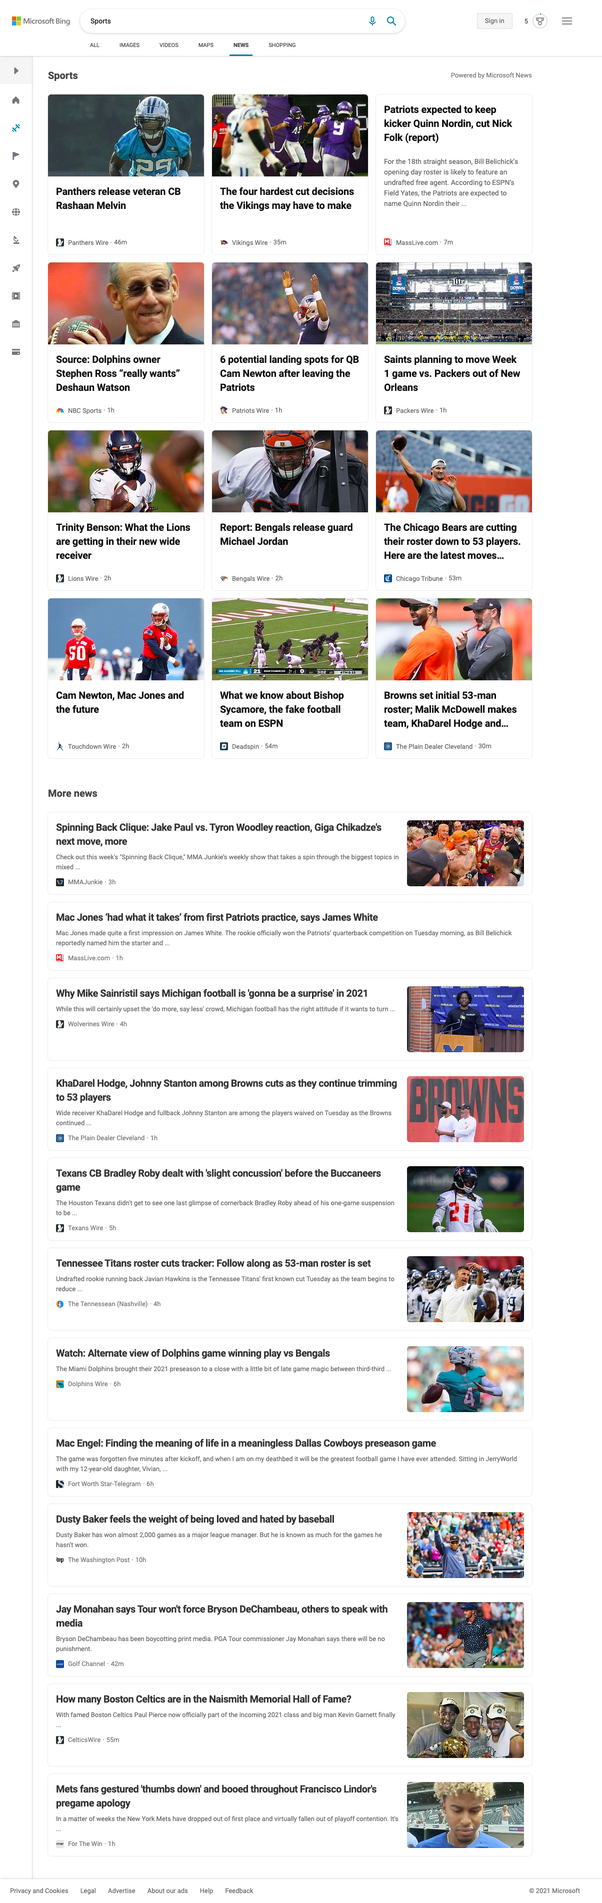 Microsoft Bing
Sports
Sign in
5
ALL IMAGES VIDEOS MAPS NEWS SHOPPING
Sports
Powered by Microsoft News
Panthers release veteran CB
Rashaan Melvin
Panthers Wire · 46m
The four hardest cut decisions
the Vikings may have to make
Vikings Wire · 35m
Patriots expected to keep
kicker Quinn Nordin, cut Nick
Folk (report)
For the 18th straight season, Bill Belichick's
opening day roster is likely to feature an
undrafted free agent. According to ESPN's
Field Yates, the Patriots are expected to
name Quinn Nordin their ...
MassLive.com · 7m
Source: Dolphins owner
Stephen Ross “really wants”
Deshaun Watson
NBC Sports · 1h
6 potential landing spots for QB
Cam Newton after leaving the
Patriots
Patriots Wire · 1h
Saints planning to move Week
1 game vs. Packers out of New
Orleans
Packers Wire · 1h
Trinity Benson: What the Lions
are getting in their new wide
receiver
Lions Wire · 2h
Report: Bengals release guard
Michael Jordan
Bengals Wire · 2h
The Chicago Bears are cutting
their roster down to 53 players.
Here are the latest moves...
Chicago Tribune · 53m
Cam Newton, Mac Jones and
the future
Touchdown Wire · 2h
What we know about Bishop
Sycamore, the fake football
team on ESPN
Deadspin · 54m
Browns set initial 53-man
roster; Malik McDowell makes
team, KhaDarel Hodge and...
The Plain Dealer Cleveland · 30m
More news
Spinning Back Clique: Jake Paul vs. Tyron Woodley reaction, Giga Chikadze's
next move, more
Check out this week's "Spinning Back Clique," MMA Junkie's weekly show that takes a spin through the biggest topics in
mixed ...
MMAJunkie · 3h
Mac Jones ‘had what it takes’ from first Patriots practice, says James White
Mac Jones made quite a first impression on James White. The rookie officially won the Patriots' quarterback competition on Tuesday morning, as Bill Belichick
reportedly named him the starter and ...
MassLive.com · 1h
Why Mike Sainristil says Michigan football is 'gonna be a surprise' in 2021
While this will certainly upset the 'do more, say less' crowd, Michigan football has the right attitude if it wants to turn ...
Wolverines Wire · 4h
KhaDarel Hodge, Johnny Stanton among Browns cuts as they continue trimming
to 53 players
Wide receiver KhaDarel Hodge and fullback Johnny Stanton are among the players waived on Tuesday as the Browns
continued ...
The Plain Dealer Cleveland · 1h
BROWNS
Texans CB Bradley Roby dealt with 'slight concussion' before the Buccaneers
game
The Houston Texans didn't get to see one last glimpse of cornerback Bradley Roby ahead of his one-game suspension
to be ...
Texans Wire · 5h
21
Tennessee Titans roster cuts tracker: Follow along as 53-man roster is set
Undrafted rookie running back Javian Hawkins is the Tennessee Titans' first known cut Tuesday as the team begins to
reduce ...
The Tennessean (Nashville) · 4h
Watch: Alternate view of Dolphins game winning play vs Bengals
The Miami Dolphins brought their 2021 preseason to a close with a little bit of late game magic between third-third ...
Dolphins Wire · 6h
Mac Engel: Finding the meaning of life in a meaningless Dallas Cowboys preseason game
The game was forgotten five minutes after kickoff, and when I am on my deathbed it will be the greatest football game I have ever attended. Sitting in JerryWorld
with my 12-year-old daughter, Vivian, ...
Fort Worth Star-Telegram · 6h
Dusty Baker feels the weight of being loved and hated by baseball
Dusty Baker has won almost 2,000 games as a major league manager. But he is known as much for the games he
hasn't won.
The Washington Post · 10h
Jay Monahan says Tour won't force Bryson DeChambeau, others to speak with
media
Bryson DeChambeau has been boycotting print media. PGA Tour commissioner Jay Monahan says there will be no
punishment.
Golf Channel · 42m
How many Boston Celtics are in the Naismith Memorial Hall of Fame?
With famed Boston Celtics Paul Pierce now officially part of the incoming 2021 class and big man Kevin Garnett finally
...
CelticsWire · 55m
Mets fans gestured 'thumbs down' and booed throughout Francisco Lindor's
pregame apology
In a matter of weeks the New York Mets have dropped out of first place and virtually fallen out of playoff contention. It's
...
For The Win · 1h
Privacy and Cookies Legal Advertise About our ads Help Feedback © 2021 Microsoft